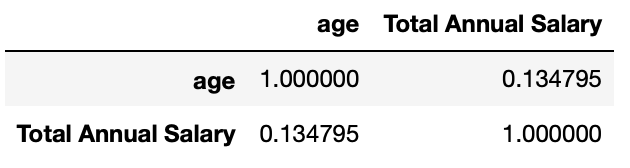 age Total Annual Salary
age 1.000000 0.134795
Total Annual Salary 0.134795 1.000000